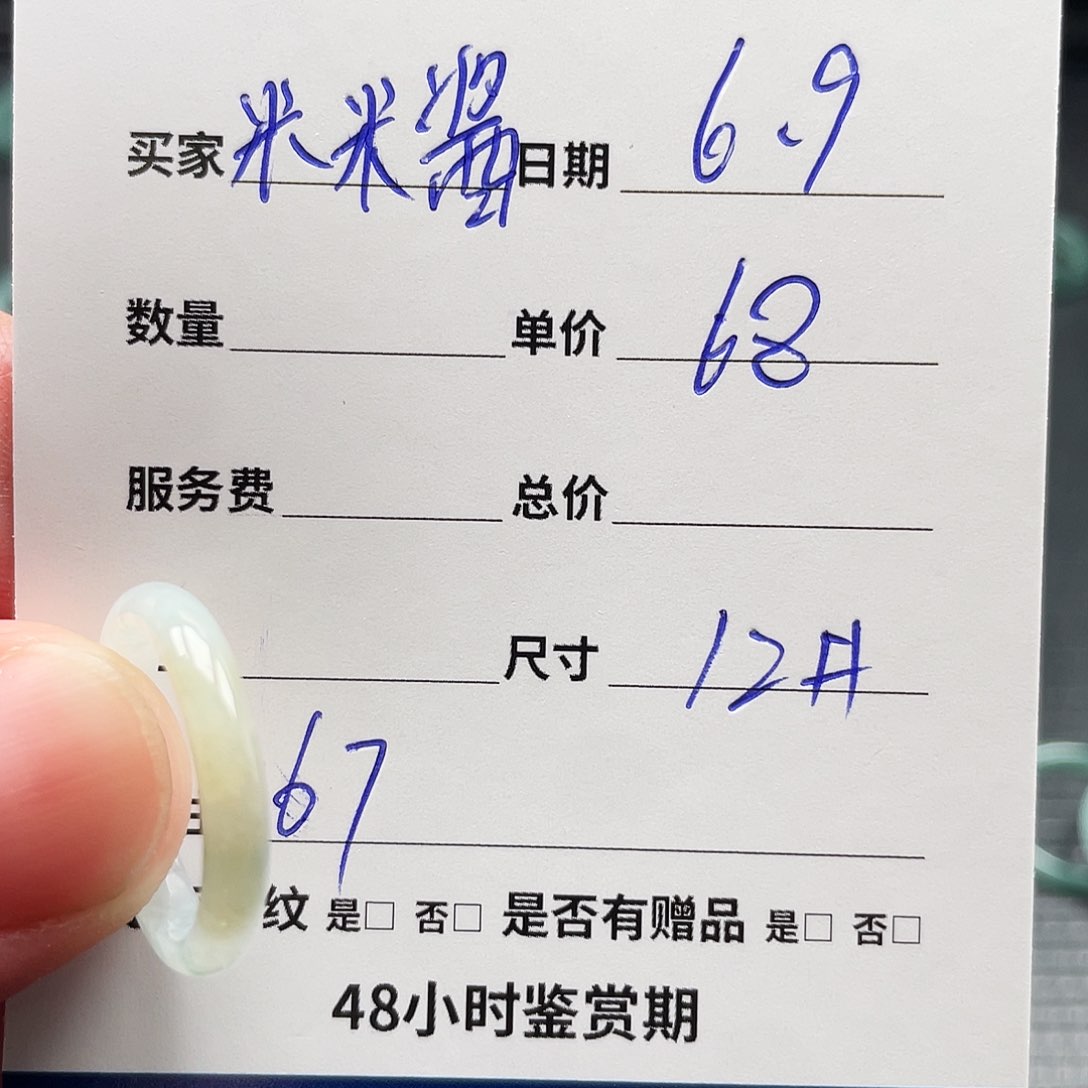 买家 米米酱 日期 6.9
数量 单价 68
服务费 总价
尺寸 12#
67
纹 是□ 否□ 是否有赠品 是□ 否□
48小时鉴赏期